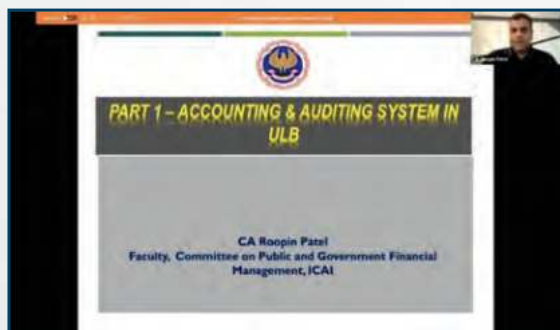 PART 1 – ACCOUNTING & AUDITING SYSTEM IN
ULB
CA Roopin Patel
Faculty, Committee on Public and Government Financial
Management, ICAI